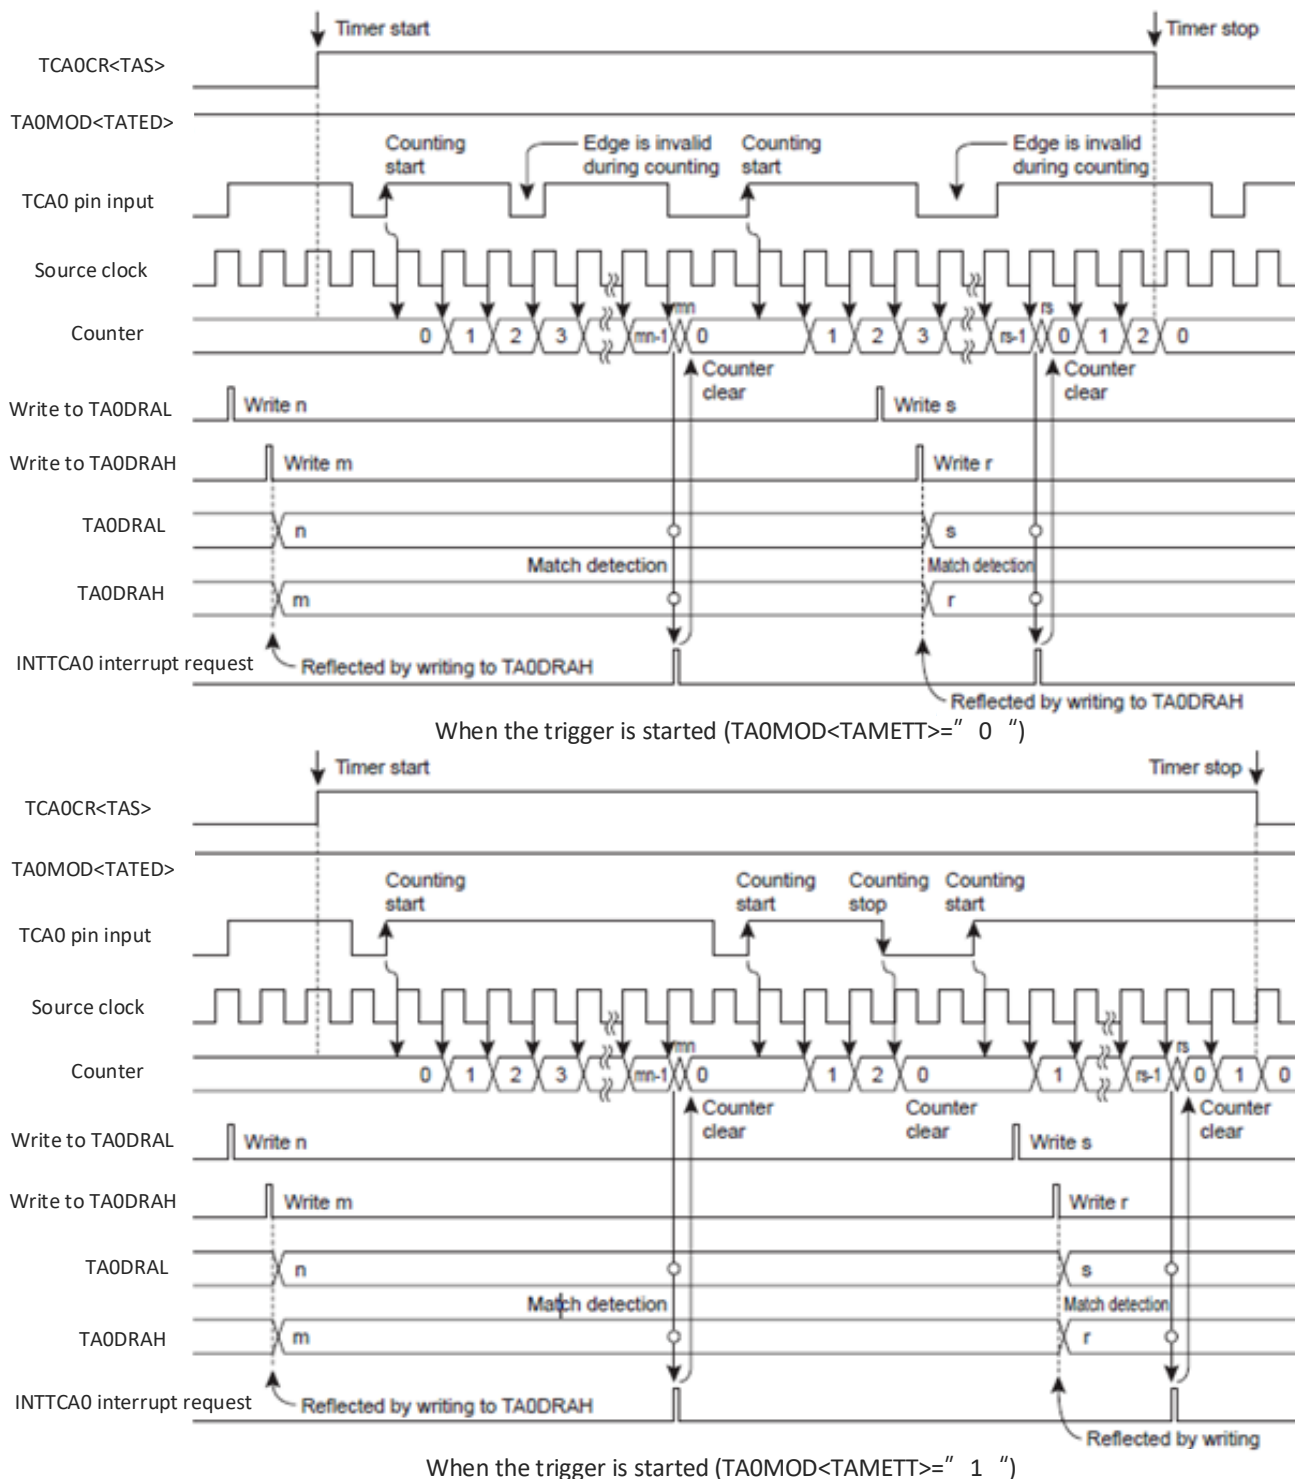 Timer start
Timer stop
TCA0CR<TAS>
TA0MOD<TATED>
Counting start
Edge is invalid during counting
Counting start
Edge is invalid during counting
TCA0 pin input
Source clock
mn
rs
Counter
0 1 2 3 mn-1 0 1 2 3 rs-1 0 1 2 0
Counter clear
Counter clear
Write to TA0DRAL
Write n
Write s
Write to TA0DRAH
Write m
Write r
TA0DRAL
n
s
Match detection
Match detection
TA0DRAH
m
r
INTTCA0 interrupt request
Reflected by writing to TA0DRAH
Reflected by writing to TA0DRAH
When the trigger is started (TA0MOD<TAMETT>=” 0 “)
Timer start
Timer stop
TCA0CR<TAS>
TA0MOD<TATED>
Counting start
Counting start
Counting stop
Counting start
TCA0 pin input
Source clock
mn
rs
Counter
0 1 2 3 mn-1 0 1 2 0 1 rs-1 0 1 0
Counter clear
Counter clear
Counter clear
Write to TA0DRAL
Write n
Write s
Write to TA0DRAH
Write m
Write r
TA0DRAL
n
s
Match detection
Match detection
TA0DRAH
m
r
INTTCA0 interrupt request
Reflected by writing to TA0DRAH
Reflected by writing
When the trigger is started (TA0MOD<TAMETT>=” 1 “)